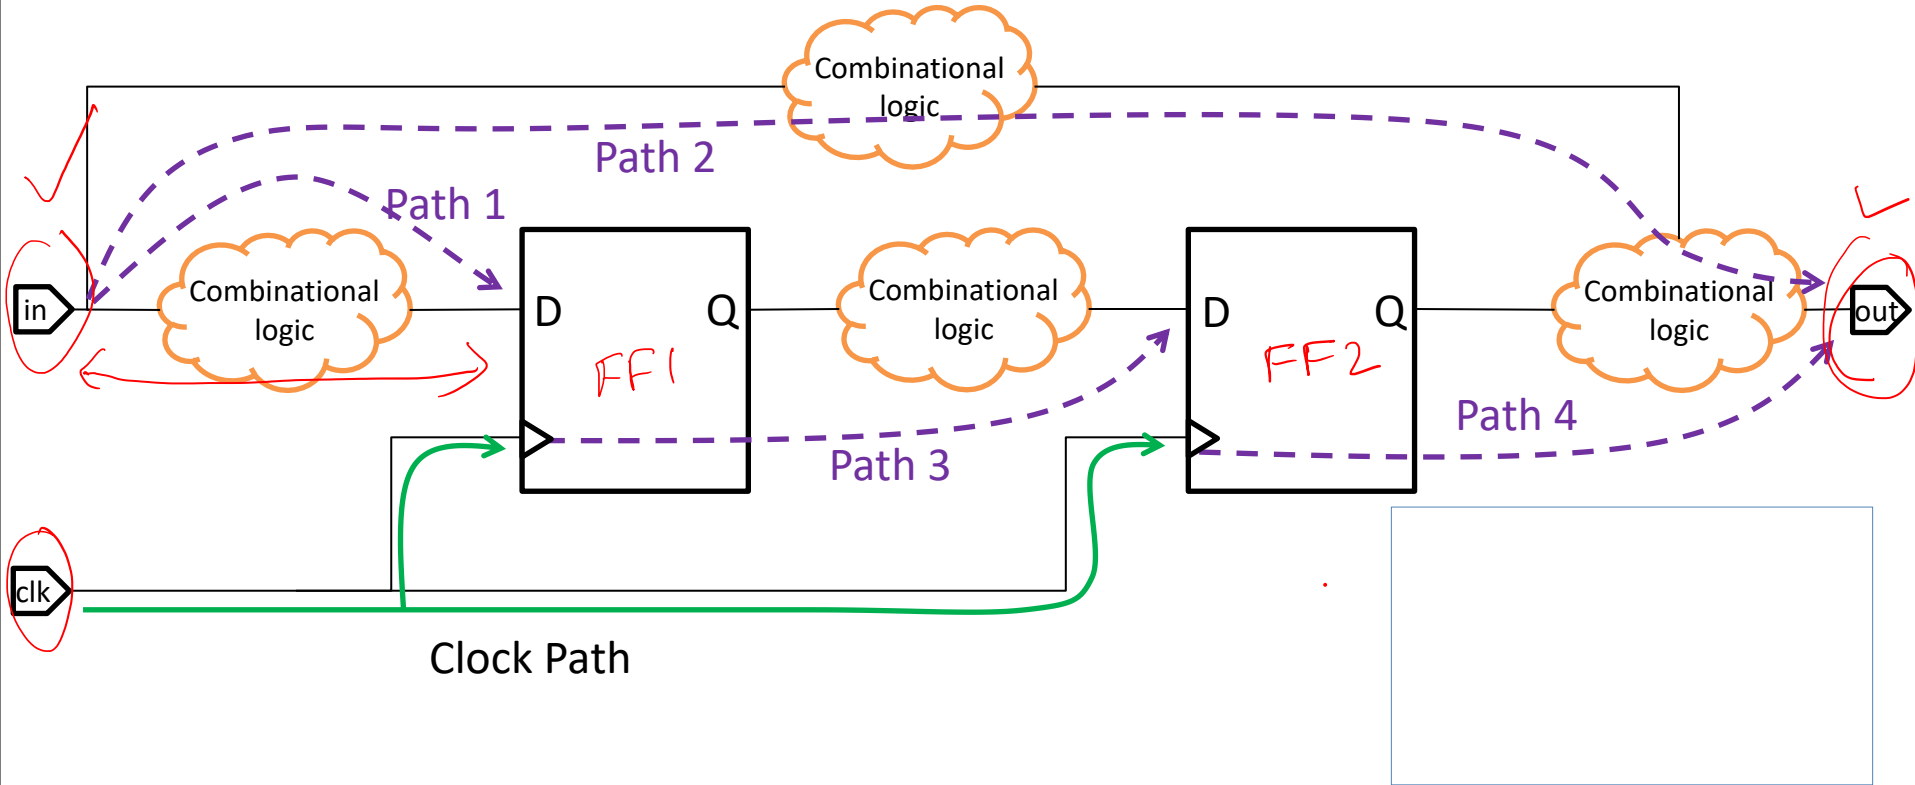 Combinational
logic
Path 2
Path 1
in
Combinational
logic
D
Q
FF1
Combinational
logic
D
Q
FF2
Combinational
logic
out
Path 3
Path 4
clk
Clock Path